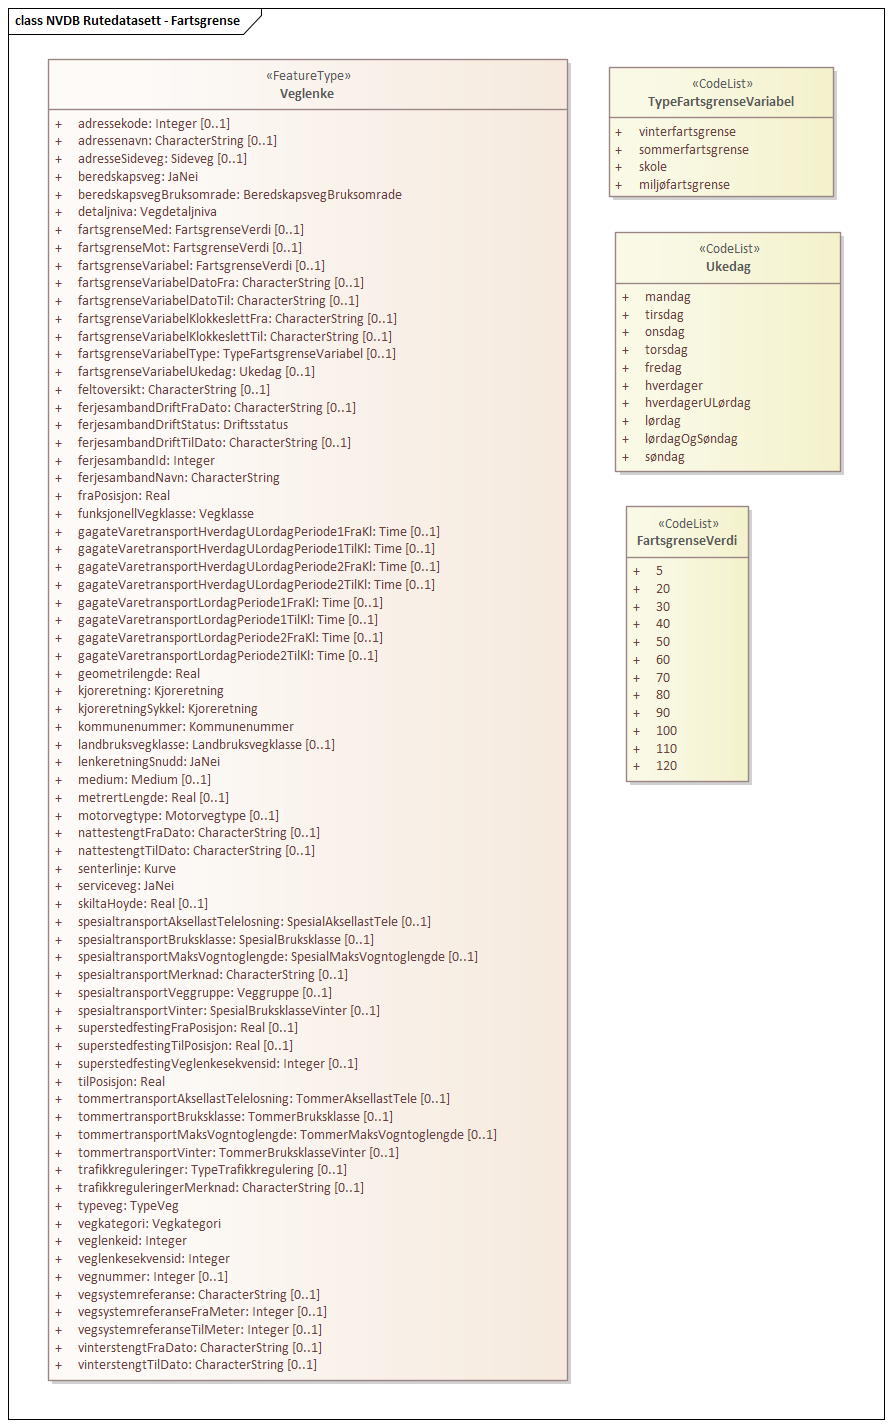 class NVDB Rutedatasett - Fartsgrense
«FeatureType»
Veglenke
+ adressekode: Integer [0..1]
+ adressenavn: CharacterString [0..1]
+ adresseSideveg: Sideveg [0..1]
+ beredskapsveg: JaNei
+ beredskapsvegBruksomrade: BeredskapsvegBruksomrade
+ detaljniva: Vegdetaljniva
+ fartsgrenseMed: FartsgrenseVerdi [0..1]
+ fartsgrenseMot: FartsgrenseVerdi [0..1]
+ fartsgrenseVariabel: FartsgrenseVerdi [0..1]
+ fartsgrenseVariabelDatoFra: CharacterString [0..1]
+ fartsgrenseVariabelDatoTil: CharacterString [0..1]
+ fartsgrenseVariabelKlokkeslettFra: CharacterString [0..1]
+ fartsgrenseVariabelKlokkeslettTil: CharacterString [0..1]
+ fartsgrenseVariabelType: TypeFartsgrenseVariabel [0..1]
+ fartsgrenseVariabelUkedag: Ukedag [0..1]
+ feltoversikt: CharacterString [0..1]
+ ferjesambandDriftFraDato: CharacterString [0..1]
+ ferjesambandDriftStatus: Driftsstatus
+ ferjesambandDriftTilDato: CharacterString [0..1]
+ ferjesambandId: Integer
+ ferjesambandNavn: CharacterString
+ fraPosisjon: Real
+ funksjonellVegklasse: Vegklasse
+ gagateVaretransportHverdagULordagPeriode1FraKl: Time [0..1]
+ gagateVaretransportHverdagULordagPeriode1TilKl: Time [0..1]
+ gagateVaretransportHverdagULordagPeriode2FraKl: Time [0..1]
+ gagateVaretransportHverdagULordagPeriode2TilKl: Time [0..1]
+ gagateVaretransportLordagPeriode1FraKl: Time [0..1]
+ gagateVaretransportLordagPeriode1TilKl: Time [0..1]
+ gagateVaretransportLordagPeriode2FraKl: Time [0..1]
+ gagateVaretransportLordagPeriode2TilKl: Time [0..1]
+ geometrilengde: Real
+ kjoreretning: Kjoreretning
+ kjoreretningSykkel: Kjoreretning
+ kommunenummer: Kommunenummer
+ landbruksvegklasse: Landbruksvegklasse [0..1]
+ lenkeretningSnudd: JaNei
+ medium: Medium [0..1]
+ metrertLengde: Real [0..1]
+ motorvegtype: Motorvegtype [0..1]
+ nattestengtFraDato: CharacterString [0..1]
+ nattestengtTilDato: CharacterString [0..1]
+ senterlinje: Kurve
+ serviceveg: JaNei
+ skiltaHoyde: Real [0..1]
+ spesialtransportAksellastTelelosning: SpesialAksellastTele [0..1]
+ spesialtransportBruksklasse: SpesialBruksklasse [0..1]
+ spesialtransportMaksVogntoglengde: SpesialMaksVogntoglengde [0..1]
+ spesialtransportMerknad: CharacterString [0..1]
+ spesialtransportVeggruppe: Veggruppe [0..1]
+ spesialtransportVinter: SpesialBruksklasseVinter [0..1]
+ superstedfestingFraPosisjon: Real [0..1]
+ superstedfestingTilPosisjon: Real [0..1]
+ superstedfestingVeglenkesekvensid: Integer [0..1]
+ tilPosisjon: Real
+ tommertransportAksellastTelelosning: TommerAksellastTele [0..1]
+ tommertransportBruksklasse: TommerBruksklasse [0..1]
+ tommertransportMaksVogntoglengde: TommerMaksVogntoglengde [0..1]
+ tommertransportVinter: TommerBruksklasseVinter [0..1]
+ trafikkreguleringer: TypeTrafikkregulering [0..1]
+ trafikkreguleringerMerknad: CharacterString [0..1]
+ typeveg: TypeVeg
+ vegkategori: Vegkategori
+ veglenkeid: Integer
+ veglenkesekvensid: Integer
+ vegnummer: Integer [0..1]
+ vegsystemreferanse: CharacterString [0..1]
+ vegsystemreferanseFraMeter: Integer [0..1]
+ vegsystemreferanseTilMeter: Integer [0..1]
+ vinterstengtFraDato: CharacterString [0..1]
+ vinterstengtTilDato: CharacterString [0..1]
«CodeList»
TypeFartsgrenseVariabel
+ vinterfartsgrense
+ sommerfartsgrense
+ skole
+ miljøfartsgrense
«CodeList»
Ukedag
+ mandag
+ tirsdag
+ onsdag
+ torsdag
+ fredag
+ hverdager
+ hverdagerULørdag
+ lørdag
+ lørdagOgSøndag
+ søndag
«CodeList»
FartsgrenseVerdi
+ 5
+ 20
+ 30
+ 40
+ 50
+ 60
+ 70
+ 80
+ 90
+ 100
+ 110
+ 120